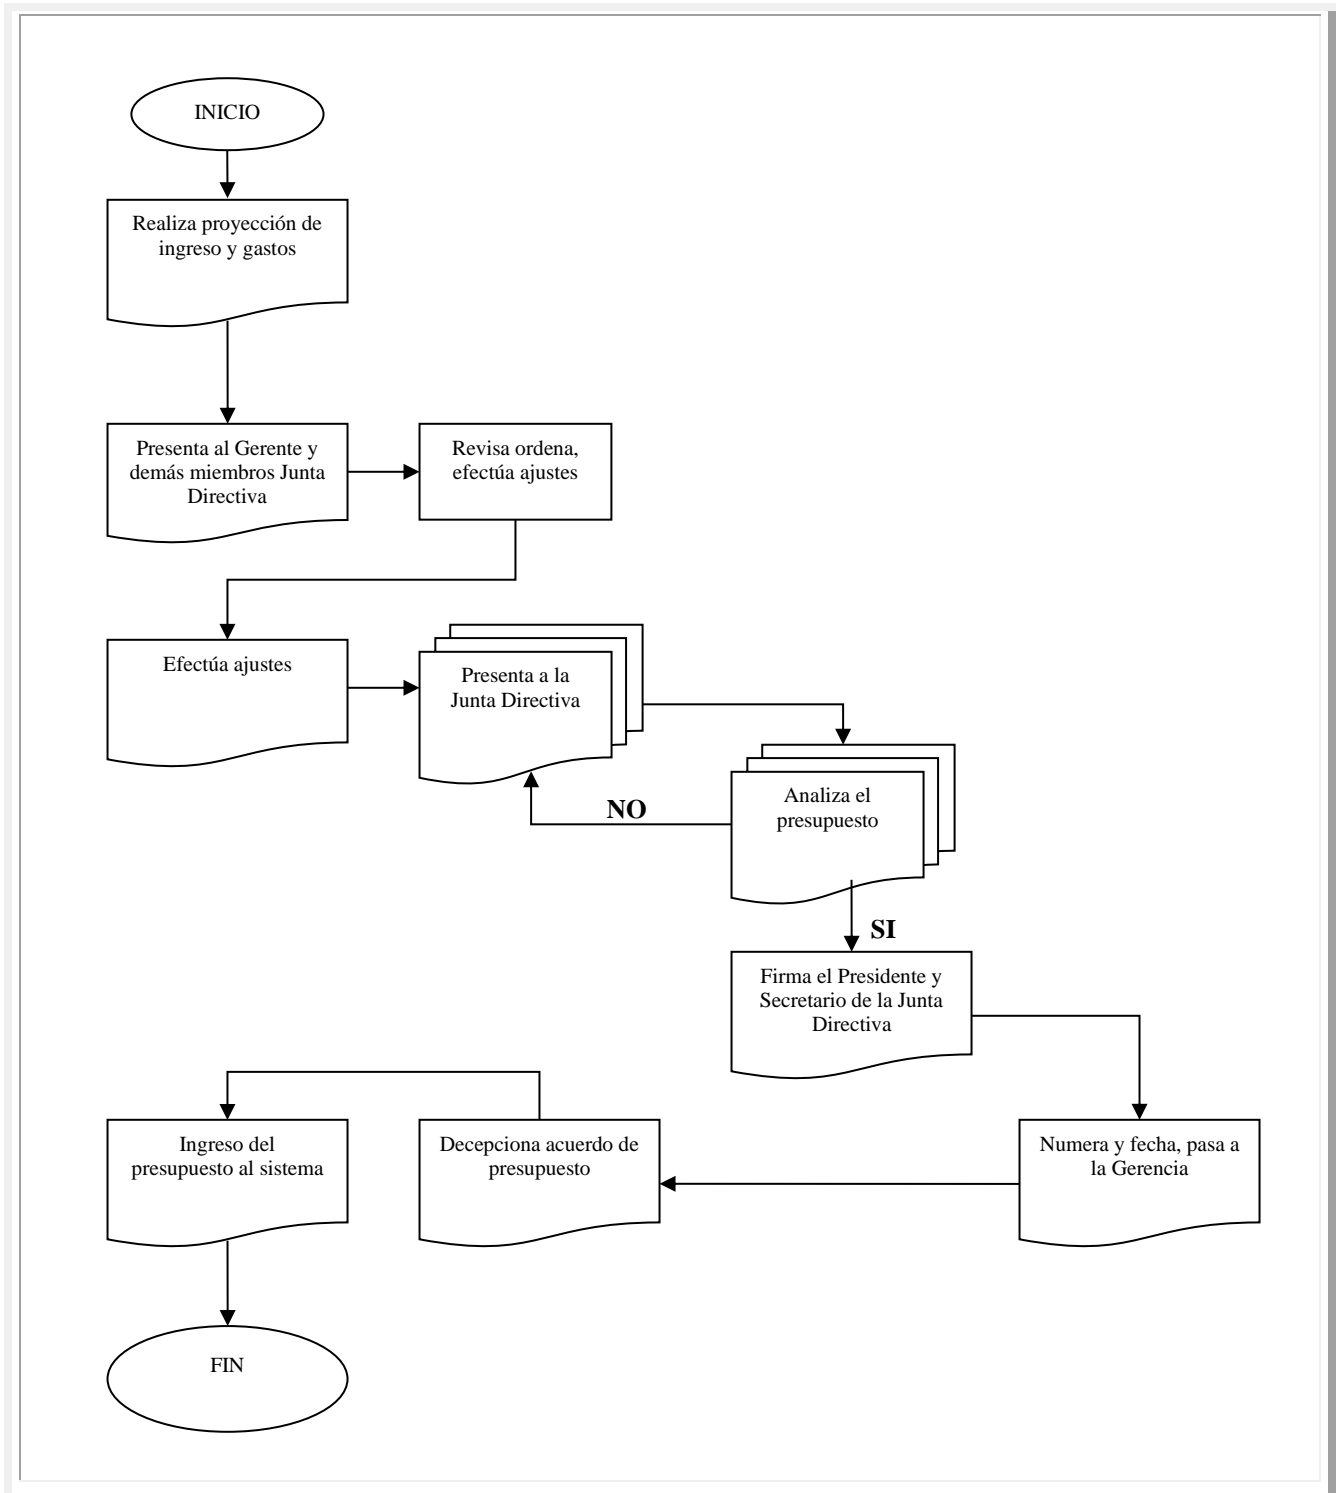 INICIO
Realiza proyección de
ingreso y gastos
Presenta al Gerente y
demás miembros Junta
Directiva
Revisa ordena,
efectúa ajustes
Efectúa ajustes
Presenta a la
Junta Directiva
Analiza el
presupuesto
NO
SI
Firma el Presidente y
Secretario de la Junta
Directiva
Numera y fecha, pasa a
la Gerencia
Decepciona acuerdo de
presupuesto
Ingreso del
presupuesto al sistema
FIN